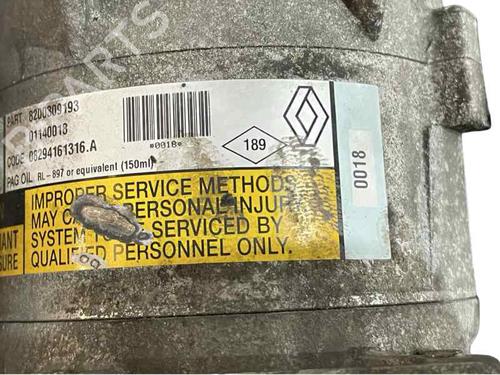 PARTS
PART. 8200309193
01140013
CODE 08294161316.A
*0018*
189
0018
PAG OIL RL-897 or equivalent (150ml)
IMPROPER SERVICE METHODS
MAY PERSONAL INJURY
SYSTEM SERVICED BY
QUALIFIED PERSONNEL ONLY.